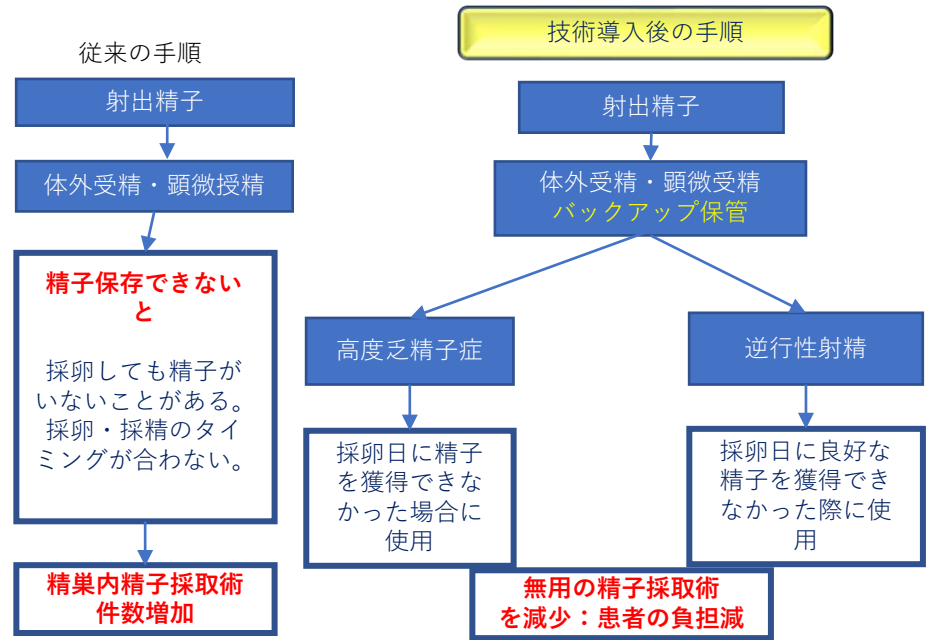 従来の手順
射出精子
体外受精・顕微授精
精子保存できない
と
採卵しても精子が
いないことがある。
採卵・採精のタイ
ミングが合わない。
精巣内精子採取術
件数増加
技術導入後の手順
射出精子
体外受精・顕微受精
バックアップ保管
高度乏精子症
採卵日に精子
を獲得できな
かった場合に
使用
逆行性射精
採卵日に良好な
精子を獲得でき
なかった際に使
用
無用の精子採取術
を減少：患者の負担減